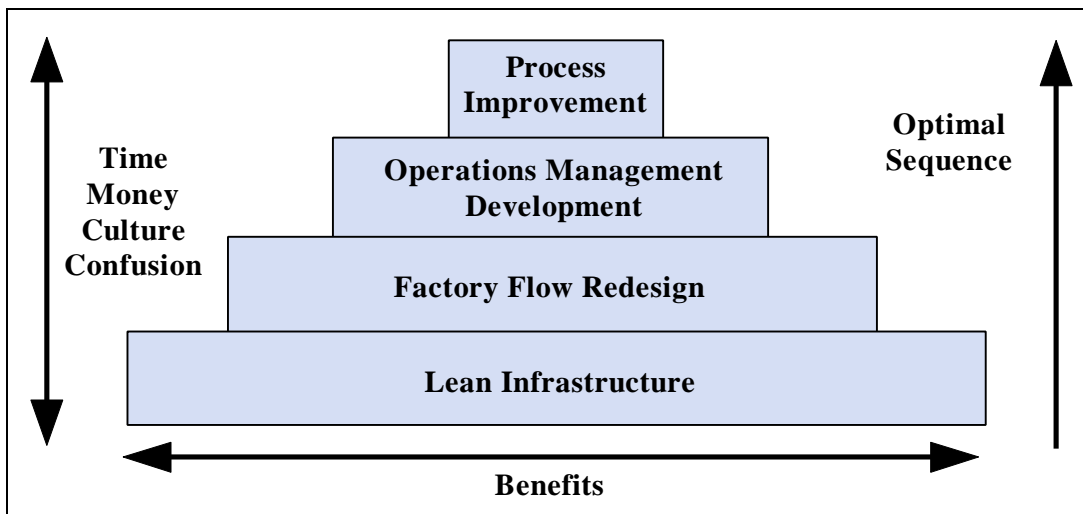 Process
Improvement
Operations Management
Development
Factory Flow Redesign
Lean Infrastructure
Time
Money
Culture
Confusion
Optimal
Sequence
Benefits